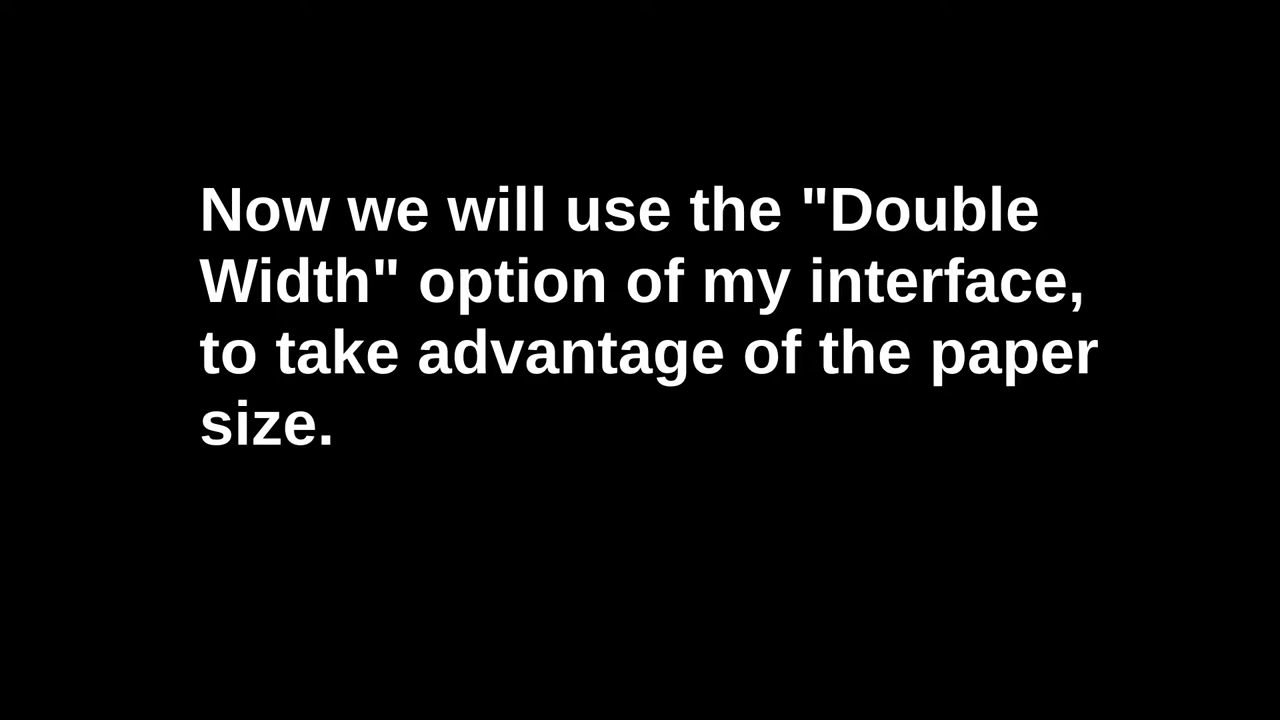 Now we will use the "Double
Width" option of my interface,
to take advantage of the paper
size.